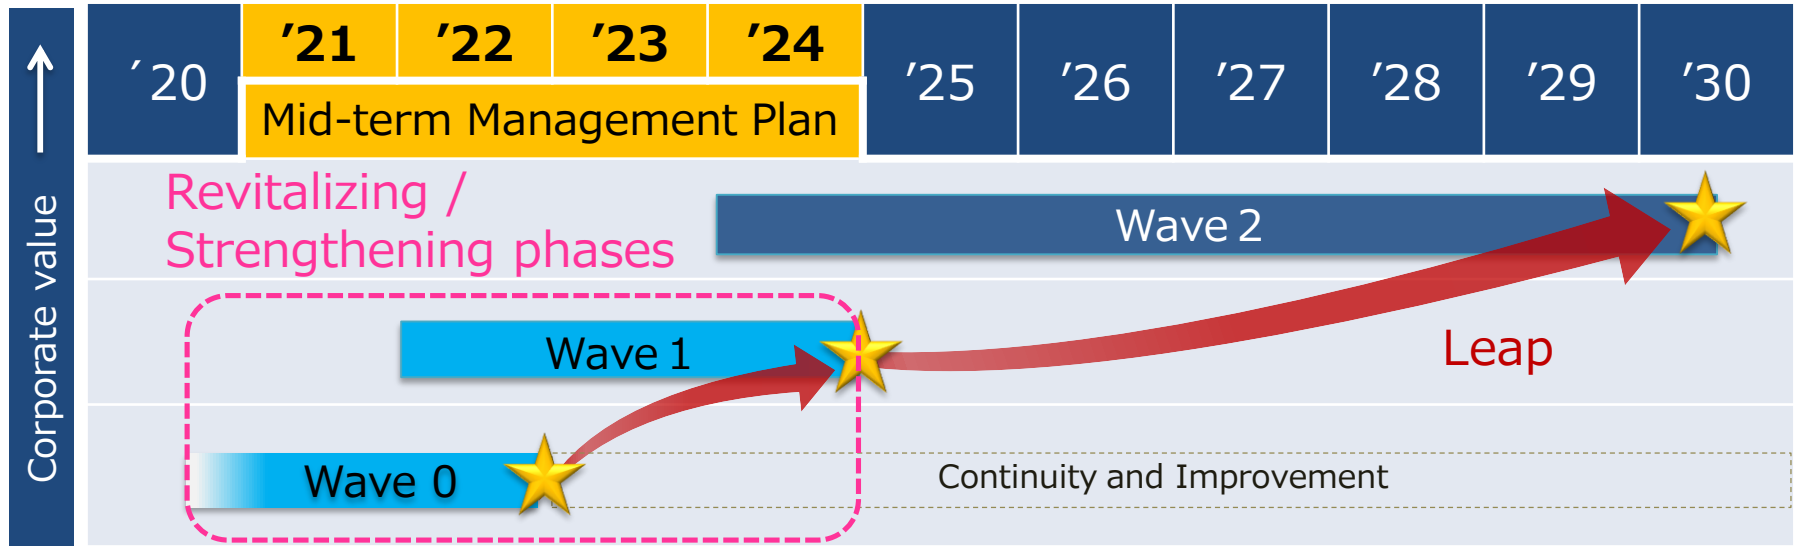 Corporate value
´20
’21
’22
’23
’24
’25
’26
’27
’28
’29
’30
Mid-term Management Plan
Revitalizing /
Strengthening phases
Wave 2
Wave 1
Leap
Wave 0
Continuity and Improvement